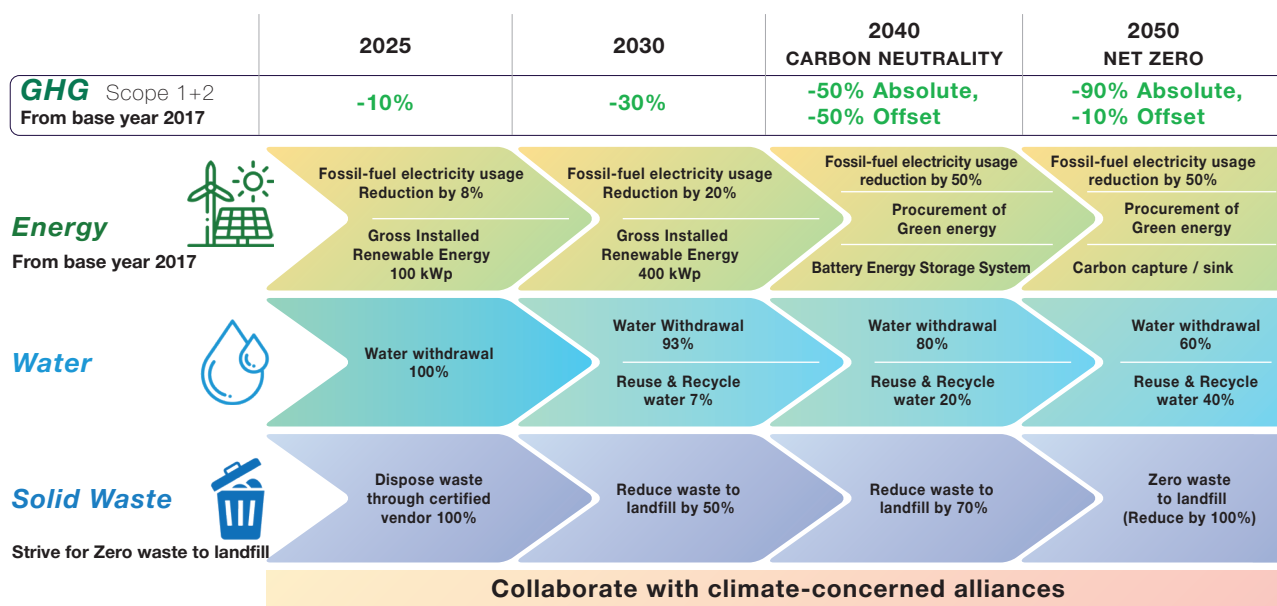 2025
2030
2040
CARBON NEUTRALITY
2050
NET ZERO
GHG Scope 1+2
From base year 2017
-10%
-30%
-50% Absolute,
-50% Offset
-90% Absolute,
-10% Offset
Energy
From base year 2017
Fossil-fuel electricity usage
Reduction by 8%
Gross Installed
Renewable Energy
100 kWp
Fossil-fuel electricity usage
Reduction by 20%
Gross Installed
Renewable Energy
400 kWp
Fossil-fuel electricity usage
reduction by 50%
Procurement of
Green energy
Battery Energy Storage System
Fossil-fuel electricity usage
reduction by 50%
Procurement of
Green energy
Carbon capture / sink
Water
Water withdrawal
100%
Water Withdrawal
93%
Reuse & Recycle
water 7%
Water withdrawal
80%
Reuse & Recycle
water 20%
Water withdrawal
60%
Reuse & Recycle
water 40%
Solid Waste
Strive for Zero waste to landfill
Dispose waste
through certified
vendor 100%
Reduce waste to
landfill by 50%
Reduce waste to
landfill by 70%
Zero waste
to landfill
(Reduce by 100%)
Collaborate with climate-concerned alliances